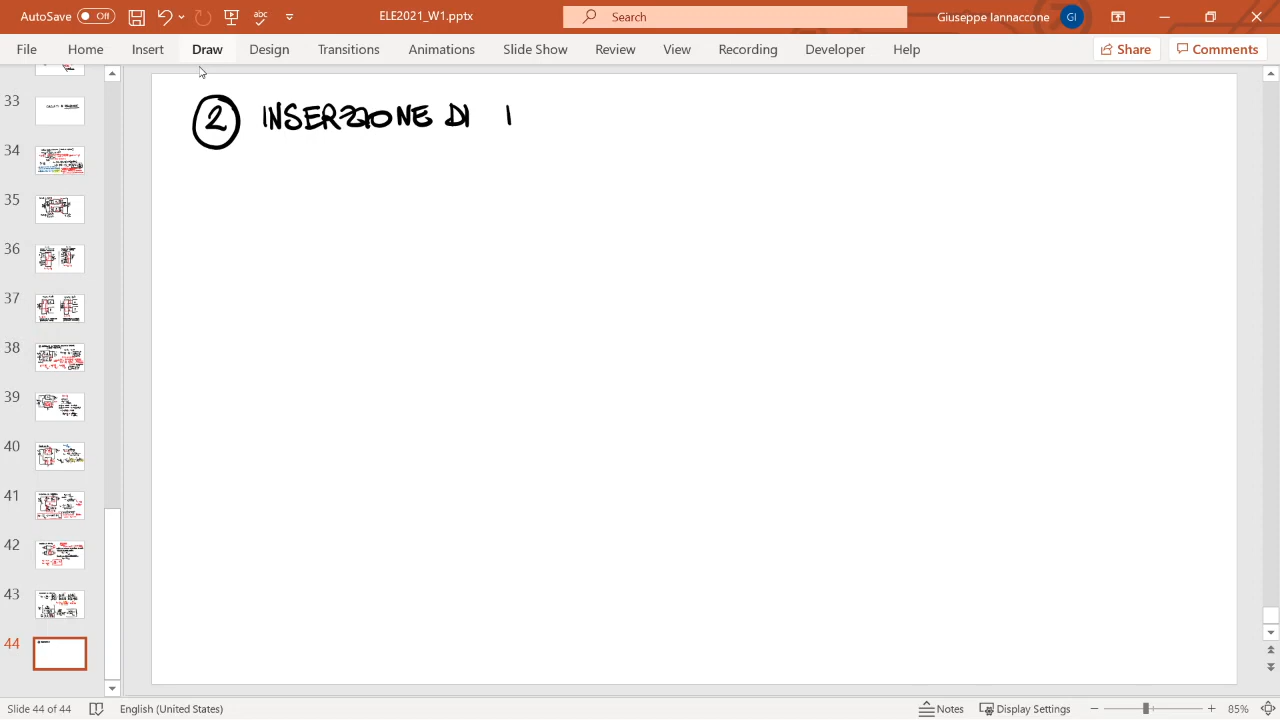 AutoSave Off
ELE2021_W1.pptx
Search
Giuseppe Iannaccone GI
File Home Insert Draw Design Transitions Animations Slide Show Review View Recording Developer Help Share Comments
33
34
35
36
37
38
39
40
41
42
43
44
2 INSERZIONE DI I
Slide 44 of 44 English (United States) Notes Display Settings 85%